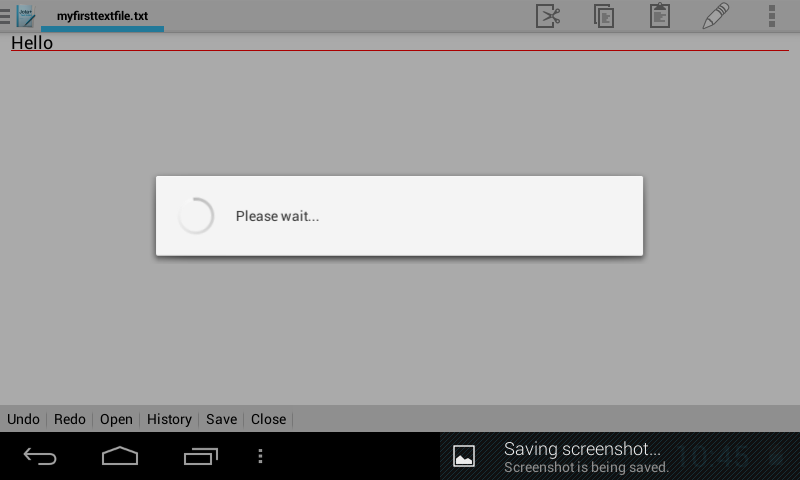 myfirsttextfile.txt
Hello
Please wait...
Undo Redo Open History Save Close
Saving screenshot...
Screenshot is being saved.
10:45